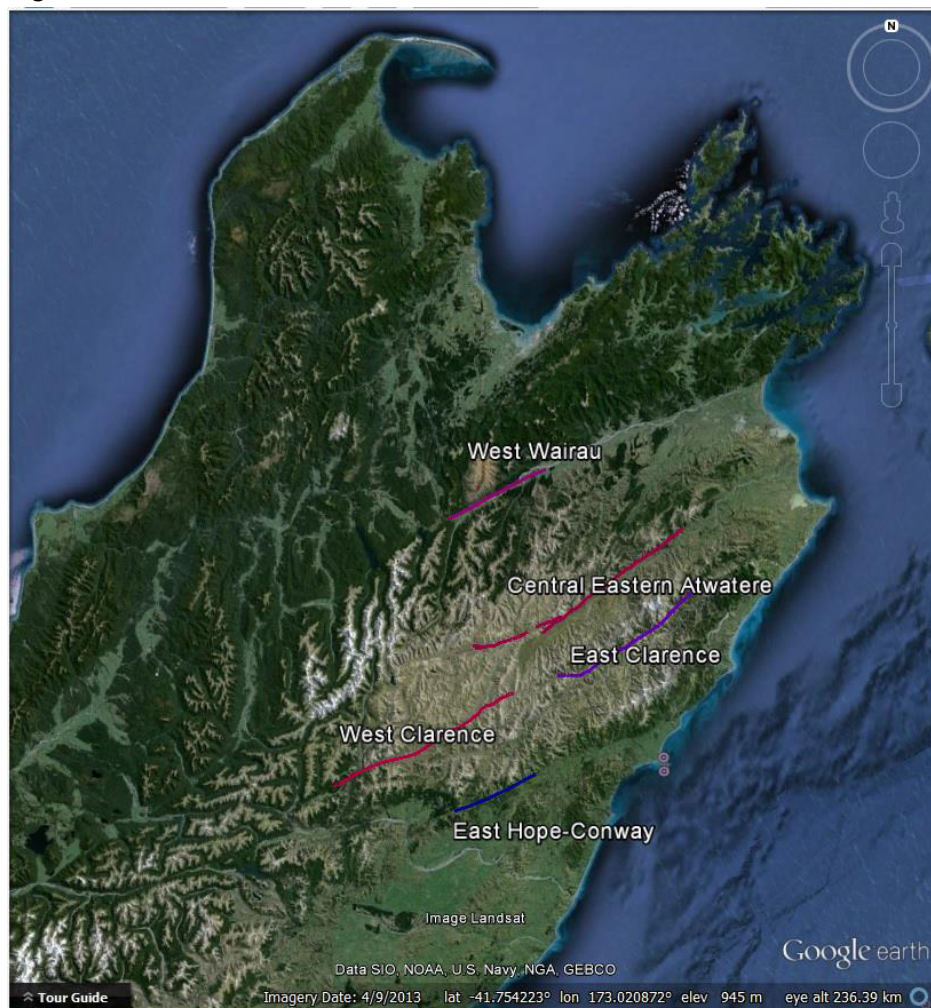 N
West Wairau
Central Eastern Atwatere
East Clarence
West Clarence
East Hope-Conway
Image Landsat
Google earth
Data SIO, NOAA, U.S. Navy, NGA, GEBCO
Tour Guide
Imagery Date: 4/9/2013 lat -41.754223° lon 173.020872° elev 945 m eye alt 236.39 km